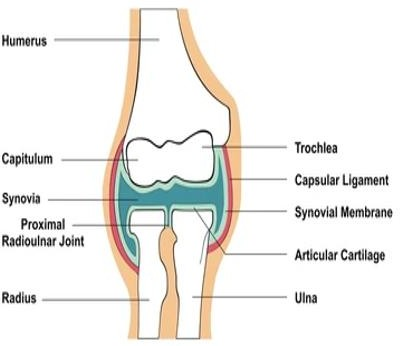 Humerus
Capitulum
Synovia
Proximal
Radioulnar Joint
Radius
Trochlea
Capsular Ligament
Synovial Membrane
Articular Cartilage
Ulna